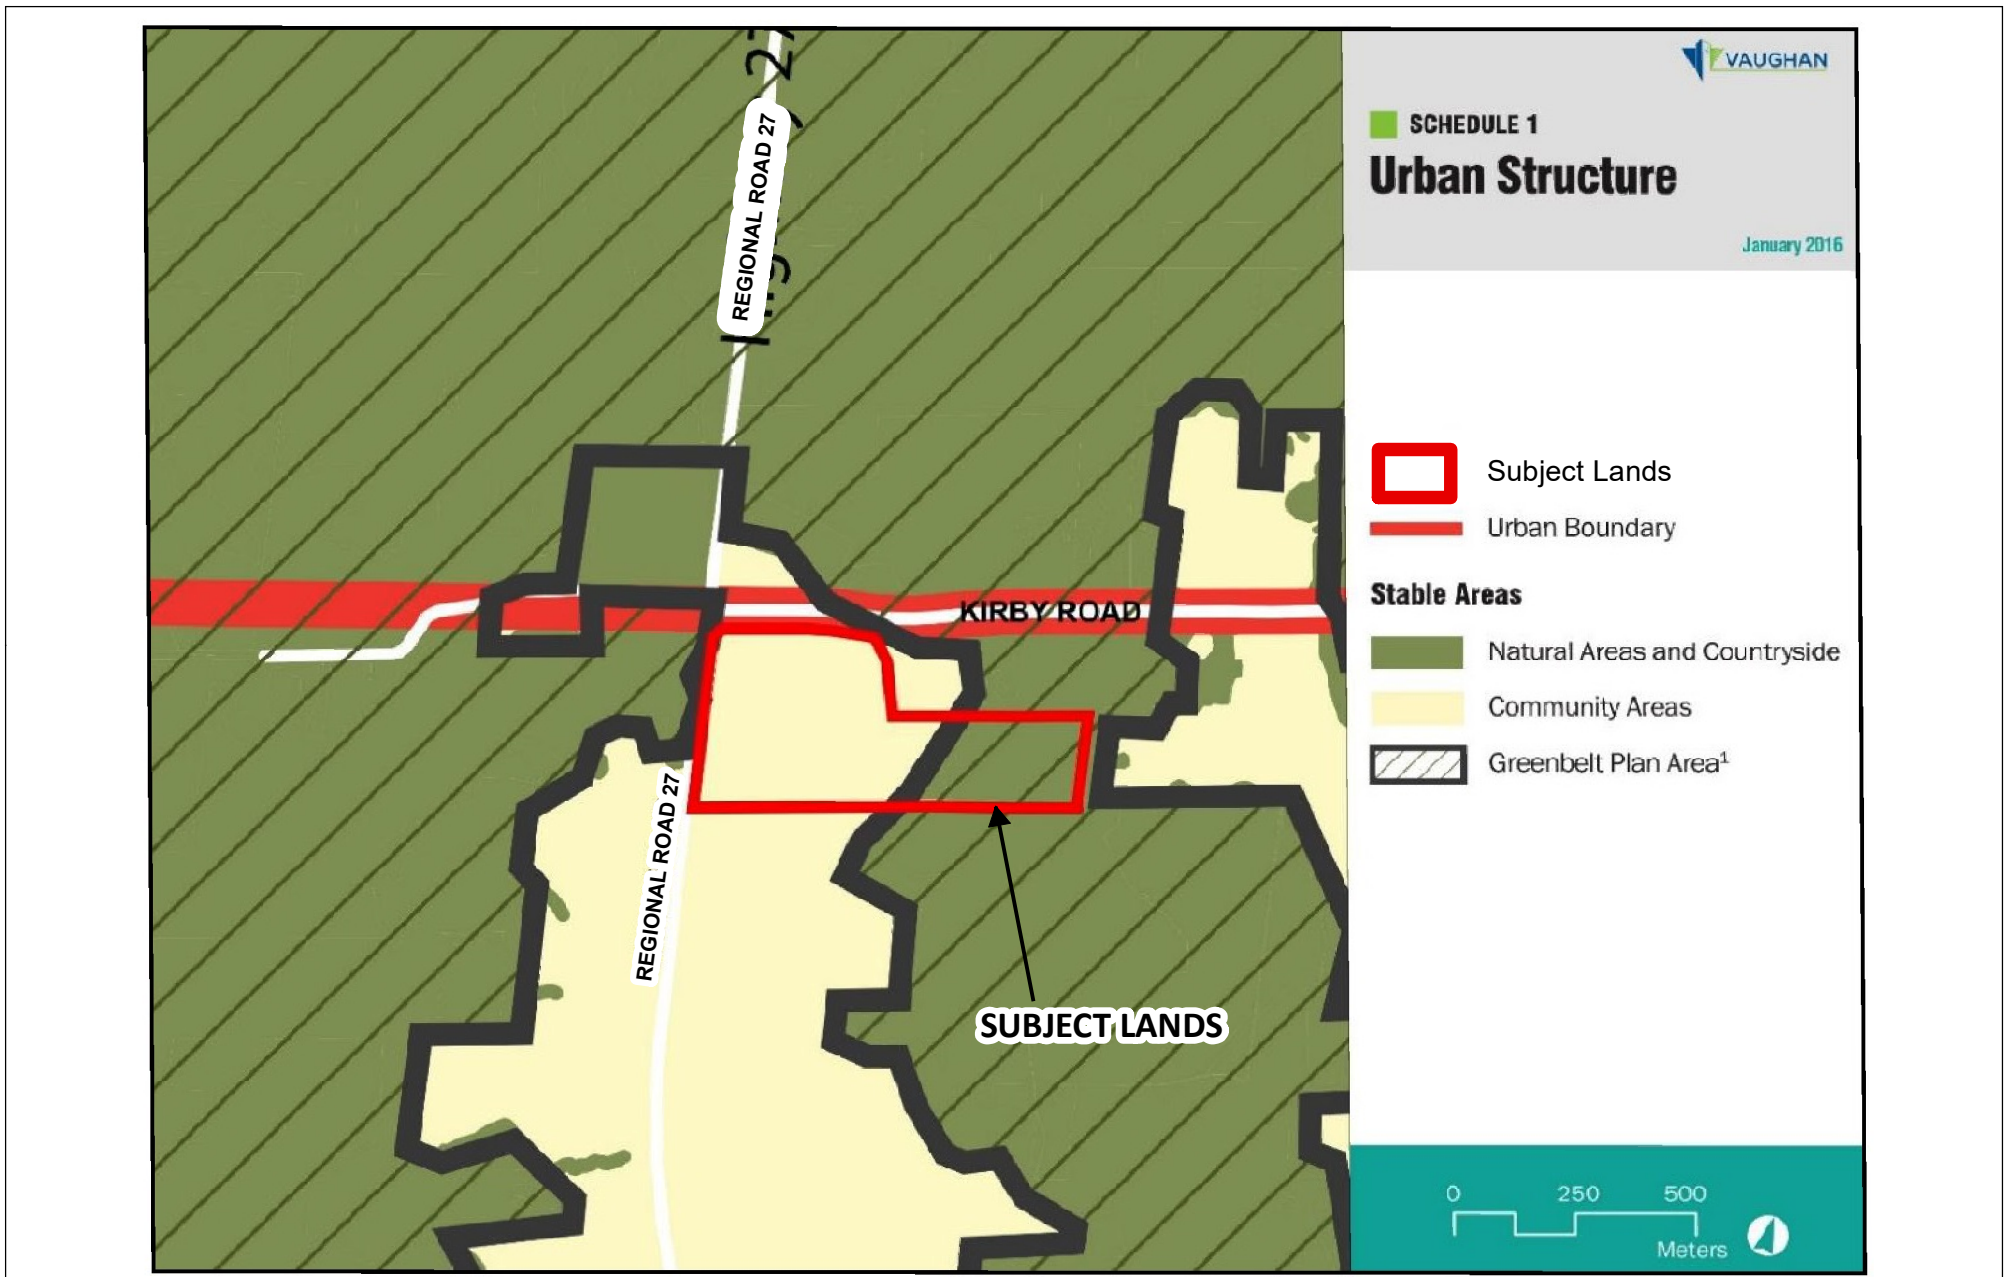 27
REGIONAL ROAD 27
KIRBY ROAD
REGIONAL ROAD 27
SUBJECT LANDS
VAUGHAN
SCHEDULE 1
Urban Structure
January 2016
Subject Lands
Urban Boundary
Stable Areas
Natural Areas and Countryside
Community Areas
Greenbelt Plan Area¹
0 250 500
Meters